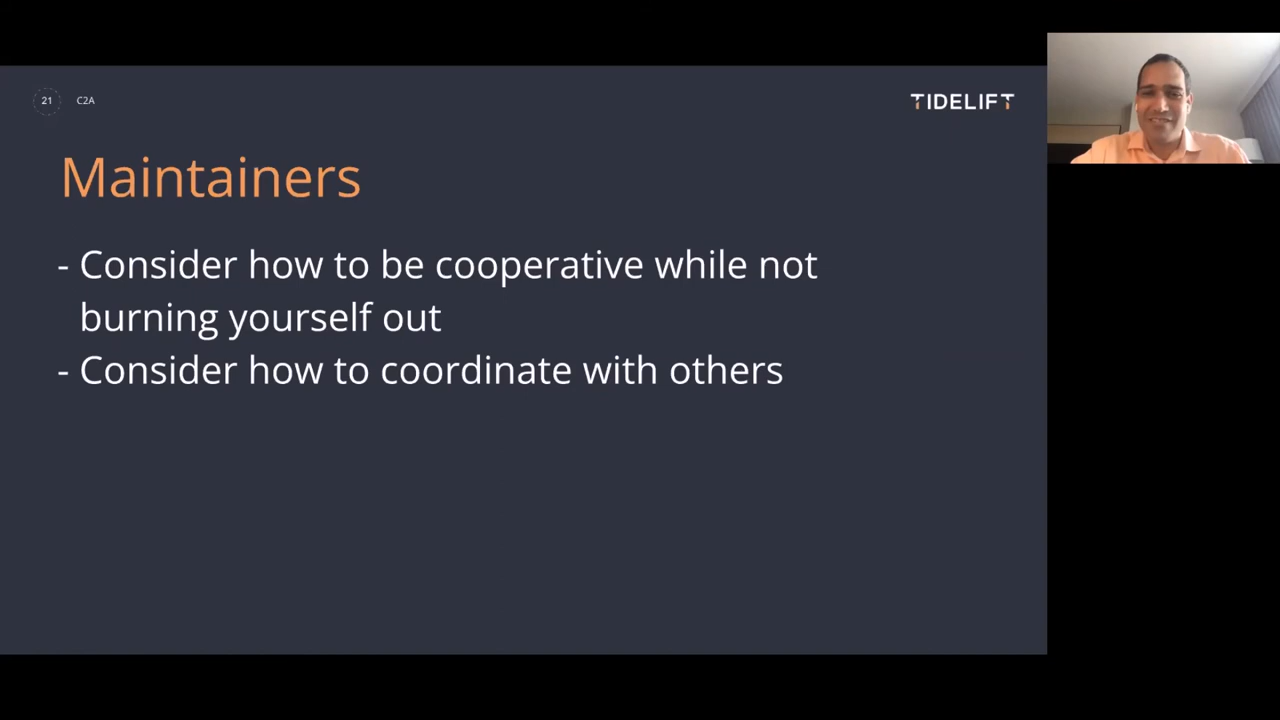 21 C2A
TIDELIFT
Maintainers
- Consider how to be cooperative while not
burning yourself out
- Consider how to coordinate with others